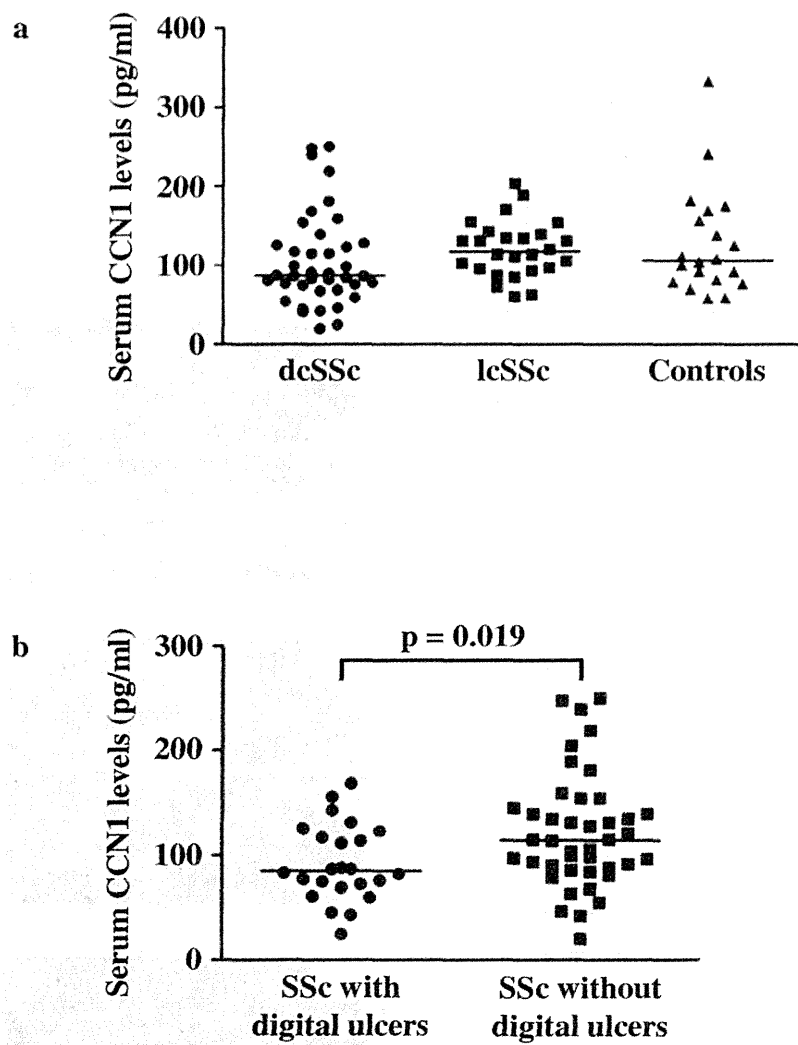 a
Serum CCN1 levels (pg/ml)
400
300
200
100
0
dcSSc
lcSSc
Controls
b
Serum CCN1 levels (pg/ml)
p = 0.019
300
200
100
0
SSc with
digital ulcers
SSc without
digital ulcers